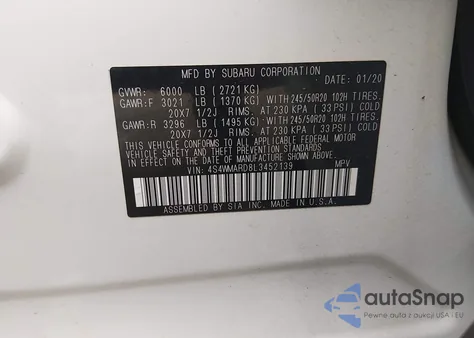 MFD BY SUBARU CORPORATION
DATE: 01/20
GVWR: 6000 LB (2721 KG)
GAWR:F 3021 LB (1370 KG) WITH 245/50R20 102H TIRES.
20X7 1/2J RIMS. AT 230 KPA (33 PSI) COLD
GAWR:R 3296 LB (1495 KG) WITH 245/50R20 102H TIRES.
20X7 1/2J RIMS. AT 230 KPA (33 PSI) COLD
THIS VEHICLE CONFORMS TO ALL APPLICABLE FEDERAL MOTOR
VEHICLE SAFETY STANDARDS IN EFFECT ON THE
DATE OF MANUFACTURE SHOWN ABOVE.
VIN: 4S4WMARD8L3452139 MPV
ASSEMBLED BY SIA INC. MADE IN U.S.A.
autoSnap
Pewne auta z aukcji USA i EU